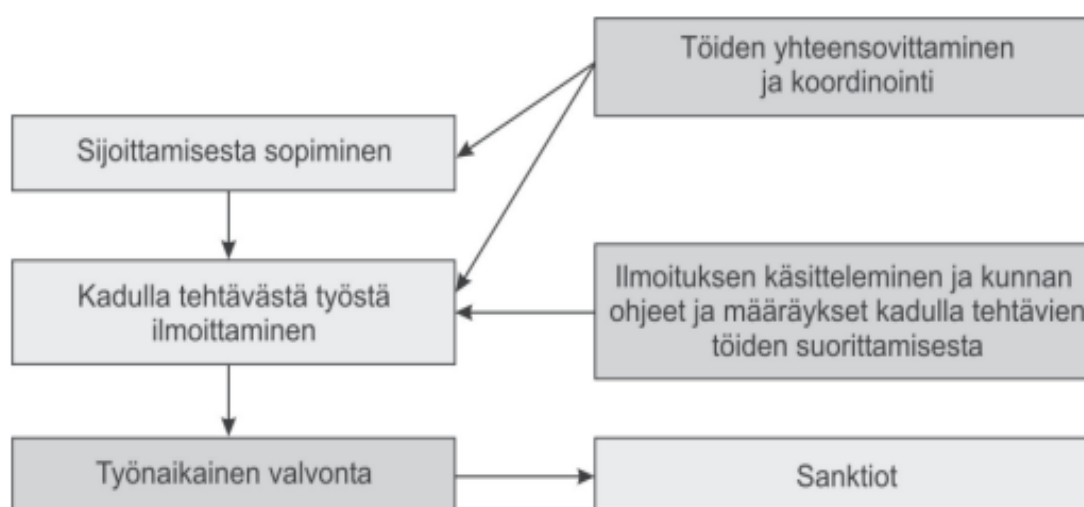 Töiden yhteensovittaminen
ja koordinointi
Sijoittamisesta sopiminen
Kadulla tehtävästä työstä
ilmoittaminen
Ilmoituksen käsitteleminen ja kunnan
ohjeet ja määräykset kadulla tehtävien
töiden suorittamisesta
Työnaikainen valvonta
Sanktiot